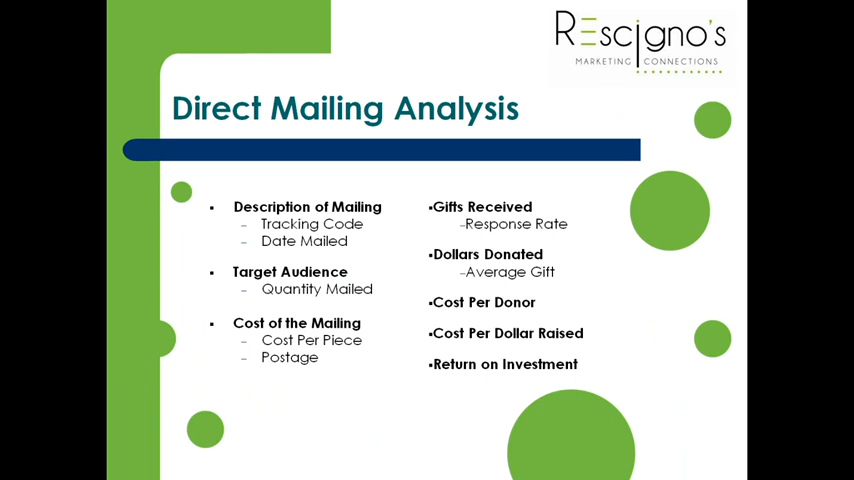 REscigno's
MARKETING CONNECTIONS
Direct Mailing Analysis
▪ Description of Mailing
– Tracking Code
– Date Mailed
▪ Target Audience
– Quantity Mailed
▪ Cost of the Mailing
– Cost Per Piece
– Postage
▪Gifts Received
–Response Rate
▪Dollars Donated
–Average Gift
▪Cost Per Donor
▪Cost Per Dollar Raised
▪Return on Investment